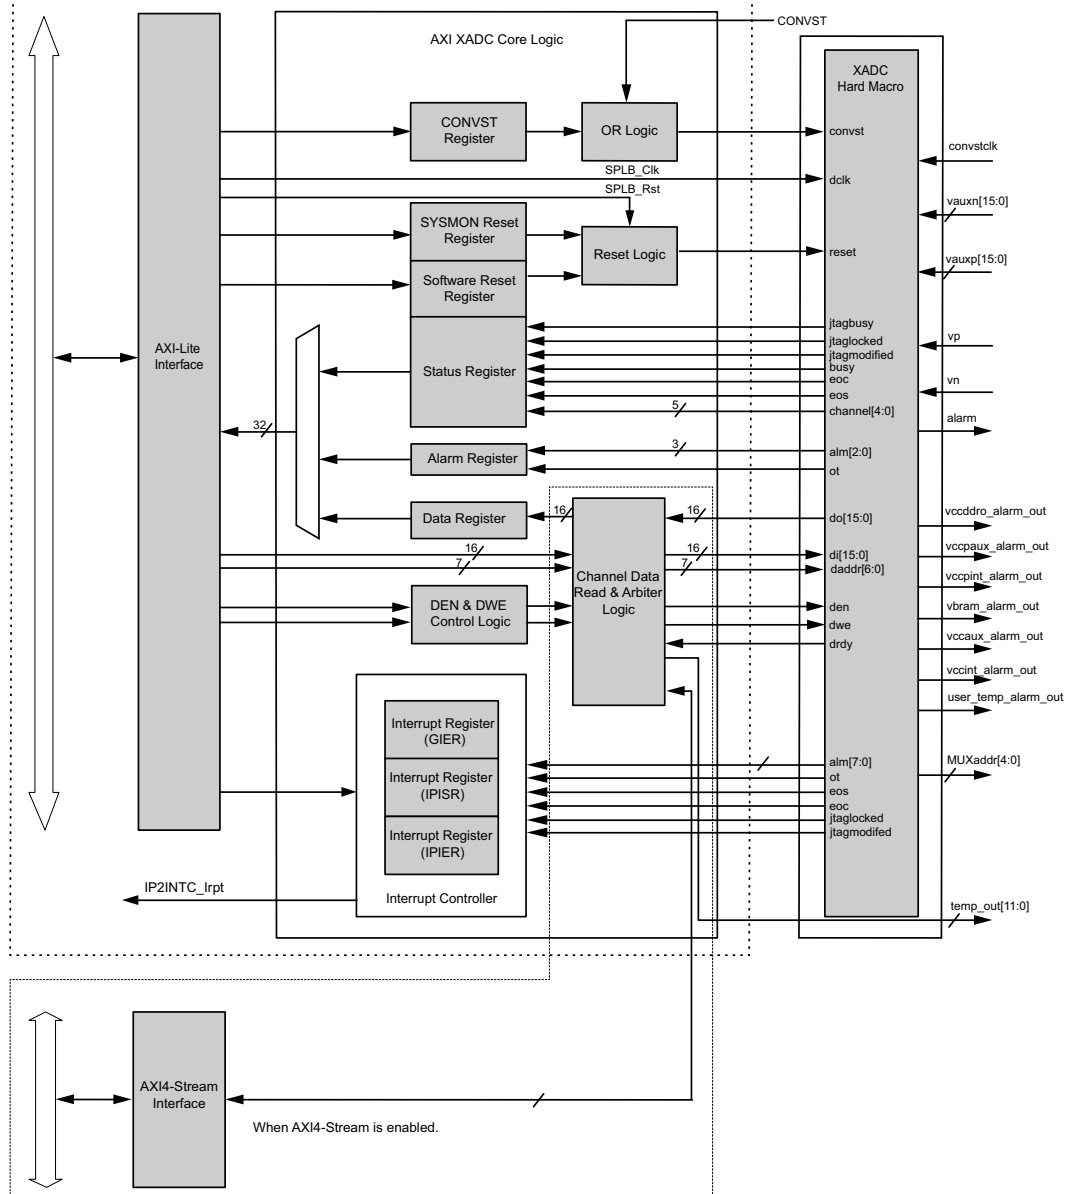 CONVST
AXI XADC Core Logic
XADC
Hard Macro
CONVST
Register
OR Logic
convst
convstclk
SPLB_Clk
dclk
SPLB_Rst
vauxn[15:0]
SYSMON Reset
Register
Reset Logic
reset
vauxp[15:0]
Software Reset
Register
AXI-Lite
Interface
Status Register
jtagbusy
jtaglocked
jtagmodified
busy
eoc
eos
5
channel[4:0]
vp
vn
alarm
32
Alarm Register
3
alm[2:0]
ot
Data Register
16
16
do[15:0]
vccddro_alarm_out
16
7
16
7
di[15:0]
daddr[6:0]
vccpaux_alarm_out
Channel Data
Read & Arbiter
Logic
vccpint_alarm_out
DEN & DWE
Control Logic
den
dwe
drdy
vbram_alarm_out
vccaux_alarm_out
vccint_alarm_out
user_temp_alarm_out
Interrupt Register
(GIER)
Interrupt Register
(IPISR)
Interrupt Register
(IPIER)
Interrupt Controller
alm[7:0]
ot
eos
eoc
jtaglocked
jtagmodifed
MUXaddr[4:0]
IP2INTC_Irpt
temp_out[11:0]
AXI4-Stream
Interface
When AXI4-Stream is enabled.